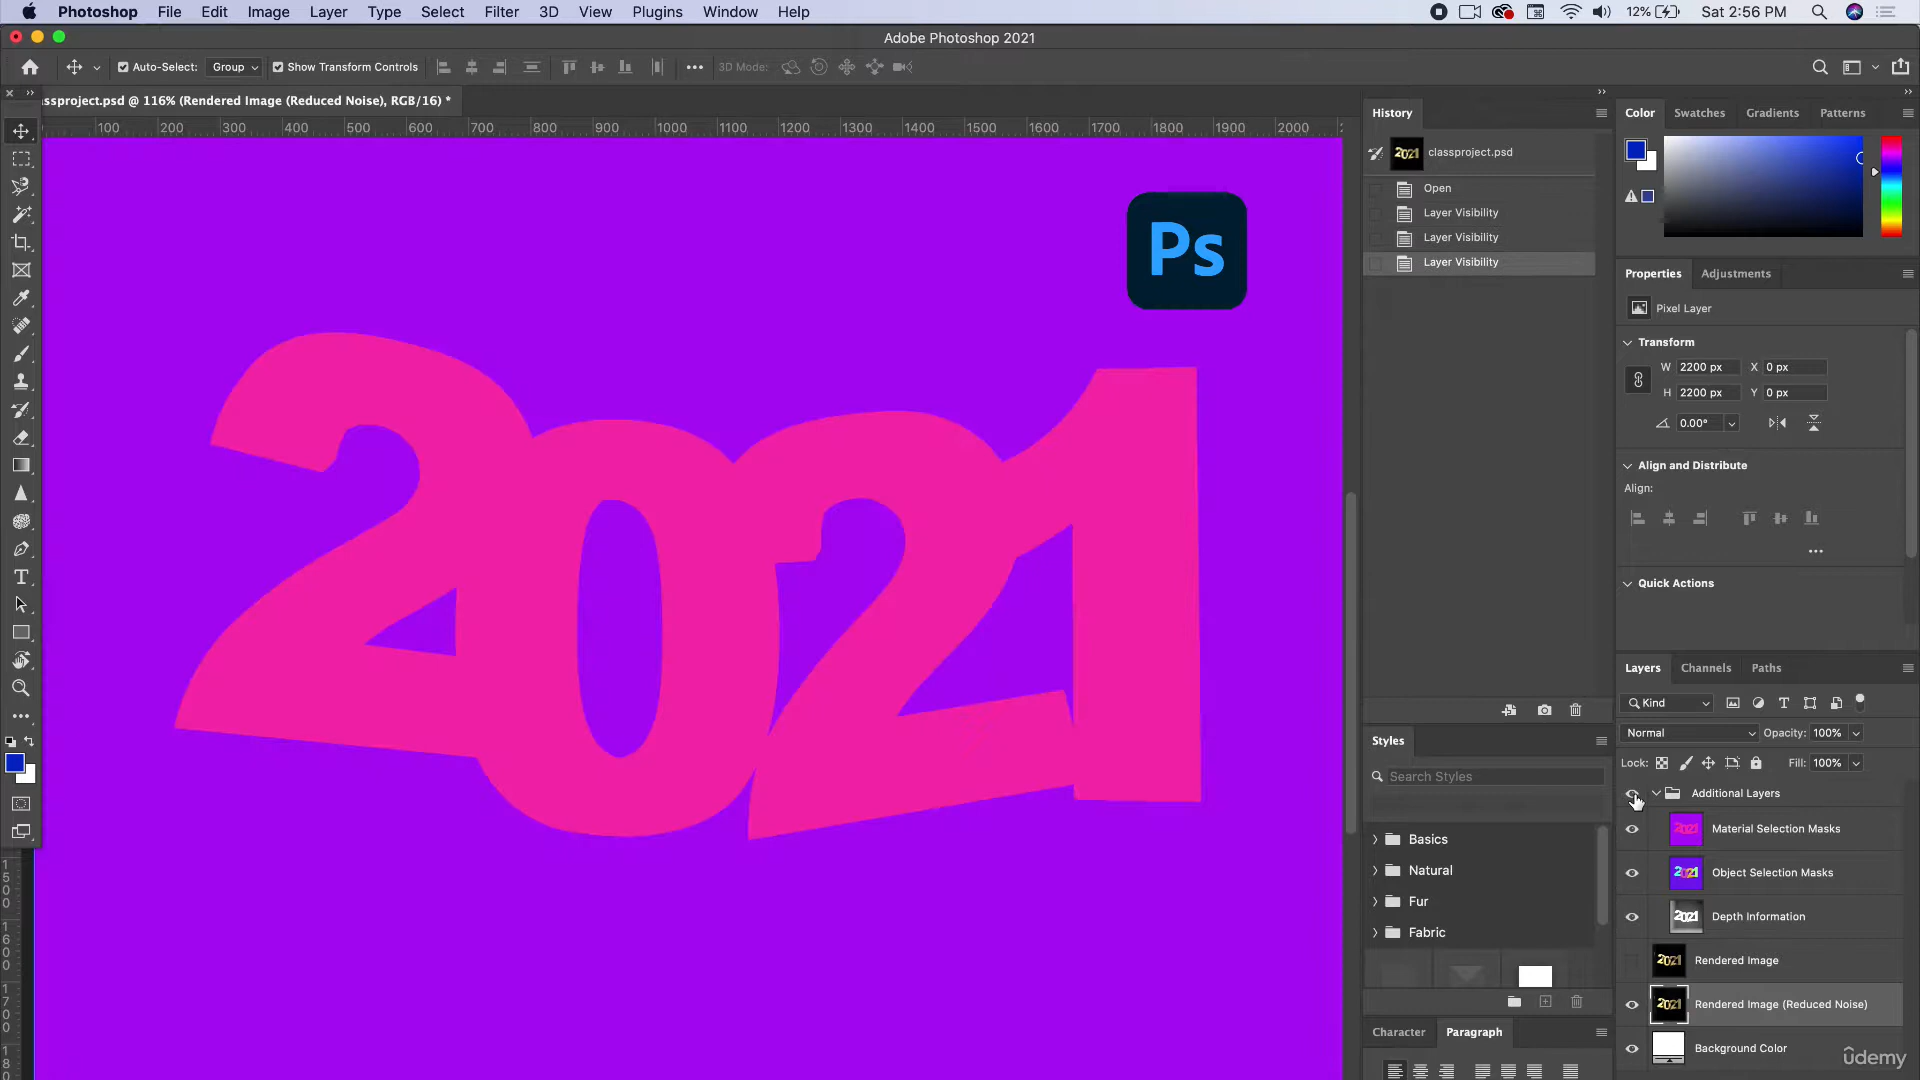 Photoshop File Edit Image Layer Type Select Filter 3D View Plugins Window Help 12% Sat 2:56 PM
Adobe Photoshop 2021
Auto-Select: Group Show Transform Controls 3D Mode:
ssproject.psd @ 116% (Rendered Image (Reduced Noise), RGB/16) *
100 200 300 400 500 600 700 800 900 1000 1100 1200 1300 1400 1500 1600 1700 1800 1900 2000
Ps
2021
History
classproject.psd
Open
Layer Visibility
Layer Visibility
Layer Visibility
Styles
Search Styles
Basics
Natural
Fur
Fabric
Character Paragraph
Color Swatches Gradients Patterns
Properties Adjustments
Pixel Layer
Transform
W 2200 px X 0 px
H 2200 px Y 0 px
0.00°
Align and Distribute
Align:
Quick Actions
Layers Channels Paths
Kind
Normal Opacity: 100%
Lock: Fill: 100%
Additional Layers
Material Selection Masks
Object Selection Masks
Depth Information
Rendered Image
Rendered Image (Reduced Noise)
Background Color
udemy